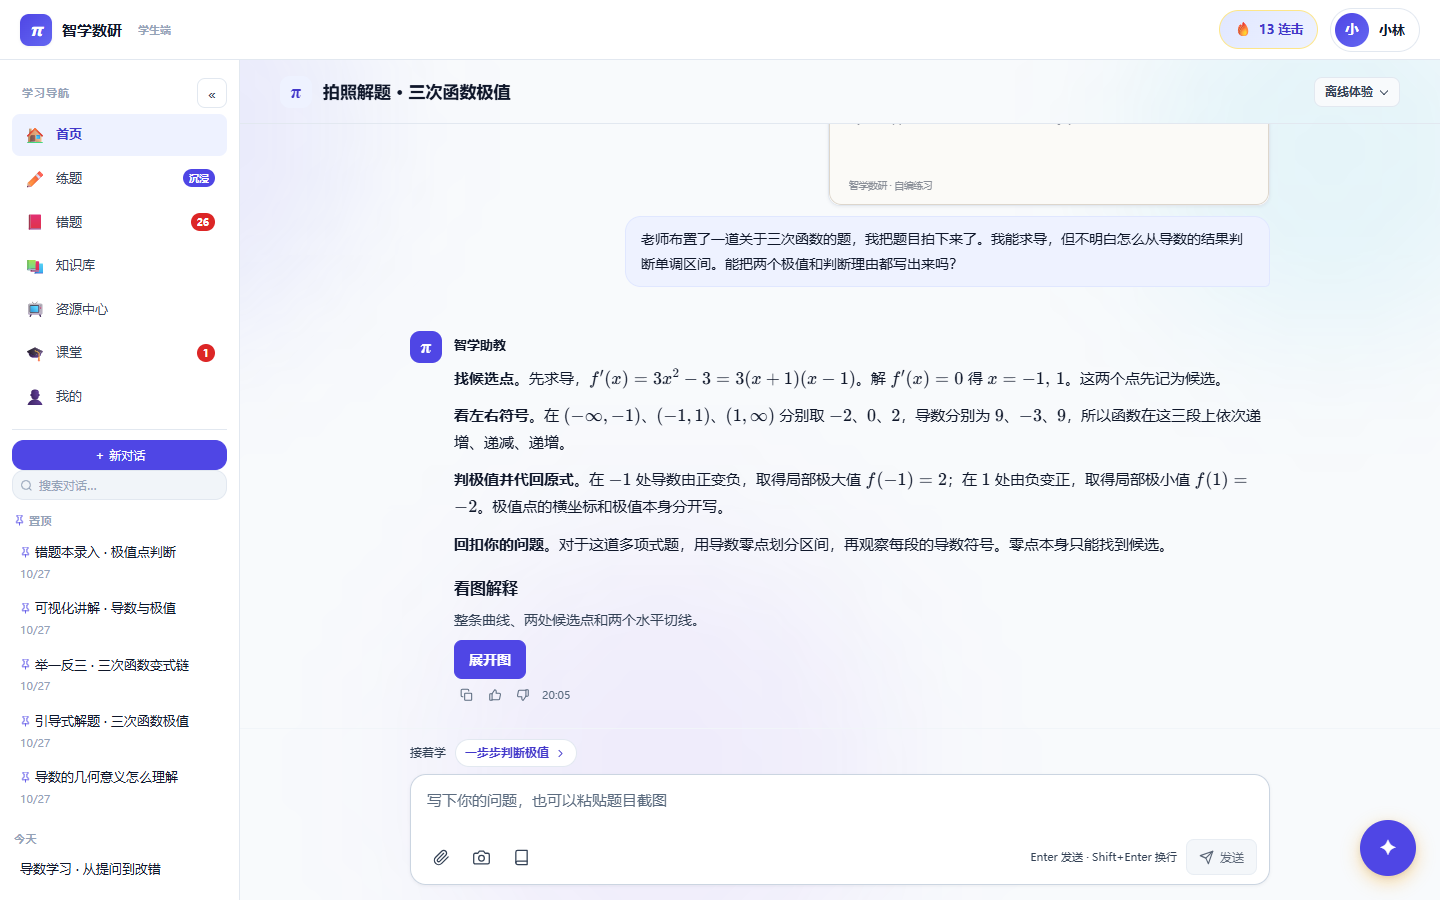 π 智学数研 学生端
13 连击
小 小林
学习导航 «
首页
练题 沉浸
错题 26
知识库
资源中心
课堂 1
我的
+ 新对话
搜索对话...
置顶
错题本录入 · 极值点判断
10/27
可视化讲解 · 导数与极值
10/27
举一反三 · 三次函数变式链
10/27
引导式解题 · 三次函数极值
10/27
导数的几何意义怎么理解
10/27
今天
导数学习 · 从提问到改错
π 拍照解题 • 三次函数极值
离线体验
智学数研 · 自编练习
老师布置了一道关于三次函数的题，我把题目拍下来了。我能求导，但不明白怎么从导数的结果判
断单调区间。能把两个极值和判断理由都写出来吗？
π 智学助教
找候选点。先求导，f′(x) = 3x² − 3 = 3(x + 1)(x − 1)。解 f′(x) = 0 得 x = −1, 1。这两个点先记为候选。
看左右符号。在 (−∞, −1)、(−1, 1)、(1, ∞) 分别取 −2、0、2，导数分别为 9、−3、9，所以函数在这三段上依次递
增、递减、递增。
判极值并代回原式。在 −1 处导数由正变负，取得局部极大值 f(−1) = 2；在 1 处由负变正，取得局部极小值 f(1) =
−2。极值点的横坐标和极值本身分开写。
回扣你的问题。对于这道多项式题，用导数零点划分区间，再观察每段的导数符号。零点本身只能找到候选。
看图解释
整条曲线、两处候选点和两个水平切线。
展开图
20:05
接着学 一步步判断极值
写下你的问题，也可以粘贴题目截图
Enter 发送 · Shift+Enter 换行 发送